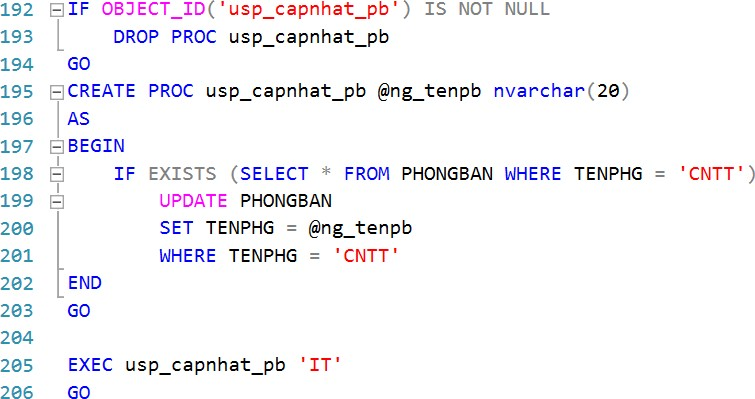 192 IF OBJECT_ID('usp_capnhat_pb') IS NOT NULL
193 DROP PROC usp_capnhat_pb
194 GO
195 CREATE PROC usp_capnhat_pb @ng_tenpb nvarchar(20)
196 AS
197 BEGIN
198 IF EXISTS (SELECT * FROM PHONGBAN WHERE TENPHG = 'CNTT')
199 UPDATE PHONGBAN
200 SET TENPHG = @ng_tenpb
201 WHERE TENPHG = 'CNTT'
202 END
203 GO
204
205 EXEC usp_capnhat_pb 'IT'
206 GO